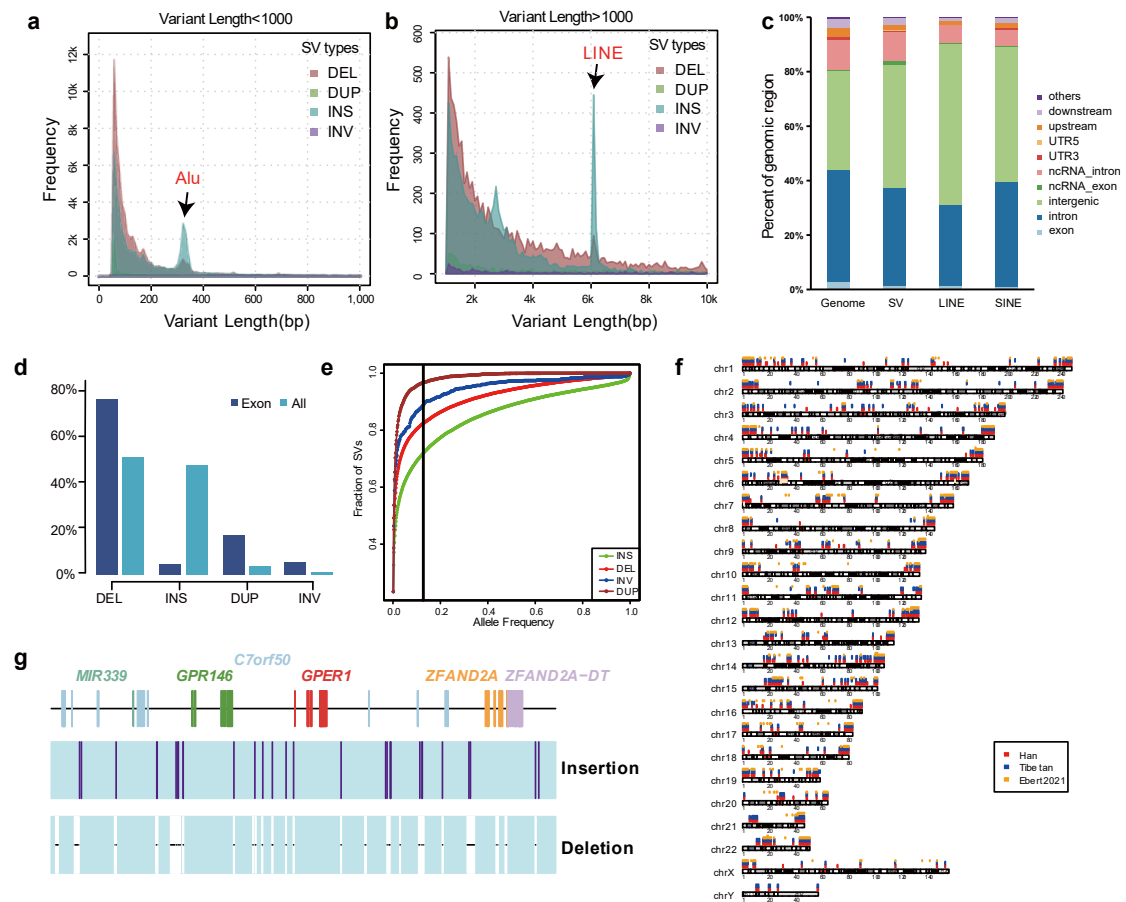 a
Variant Length<1000
Frequency
12k
10k
8k
6k
4k
2k
0
SV types
DEL
DUP
INS
INV
Alu
0 200 400 600 800 1,000
Variant Length(bp)
b
Variant Length>1000
Frequency
600
500
400
300
200
100
0
SV types
DEL
DUP
INS
INV
LINE
2k 4k 6k 8k 10k
Variant Length(bp)
c
Percent of genomic region
100%
80%
60%
40%
20%
0%
Genome SV LINE SINE
others
downstream
upstream
UTR5
UTR3
ncRNA_intron
ncRNA_exon
intergenic
intron
exon
d
80%
60%
40%
20%
0%
Exon All
DEL INS DUP INV
e
Fraction of SVs
1.0
0.8
0.6
0.4
0.0 0.2 0.4 0.6 0.8 1.0
Allele Frequency
INS
DEL
INV
DUP
f
chr1
chr2
chr3
chr4
chr5
chr6
chr7
chr8
chr9
chr10
chr11
chr12
chr13
chr14
chr15
chr16
chr17
chr18
chr19
chr20
chr21
chr22
chrX
chrY
Han
Tibetan
Ebert2021
g
C7orf50
MIR339 GPR146 GPER1 ZFAND2A ZFAND2A−DT
Insertion
Deletion